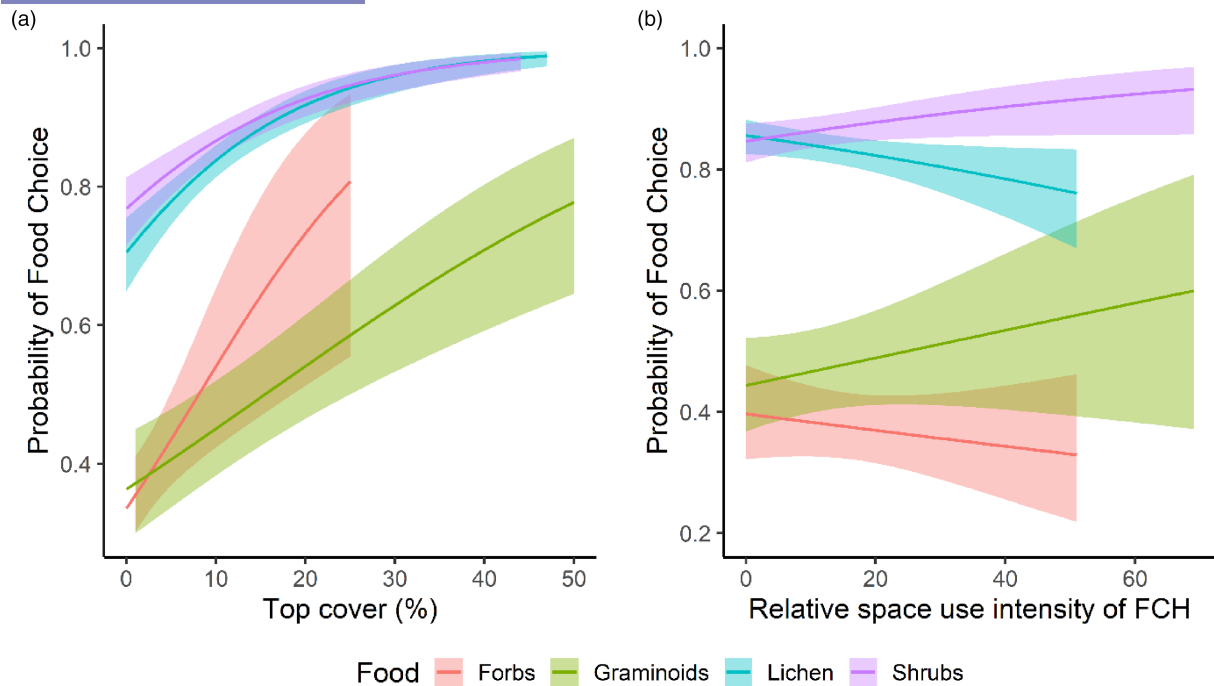 (a)
(b)
Probability of Food Choice
1.0
0.8
0.6
0.4
0
10
20
30
40
50
Top cover (%)
Probability of Food Choice
1.0
0.8
0.6
0.4
0.2
0
20
40
60
Relative space use intensity of FCH
Food Forbs Graminoids Lichen Shrubs